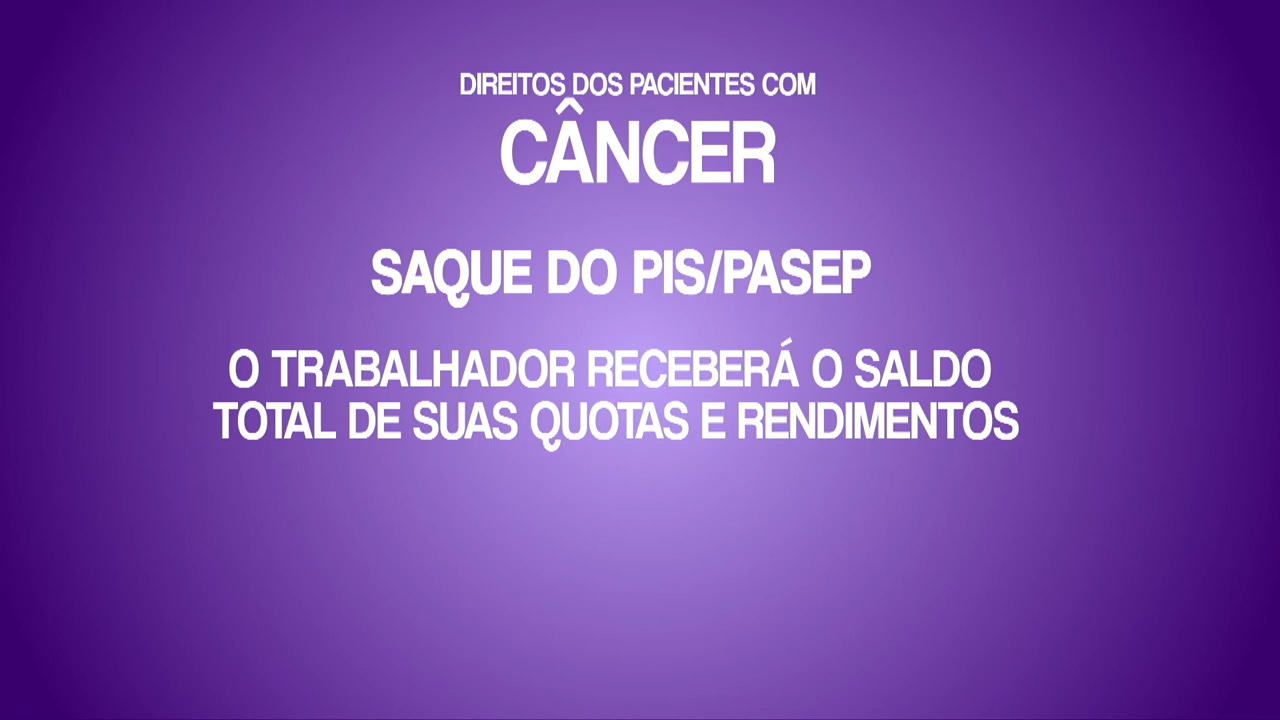 DIREITOS DOS PACIENTES COM
CÂNCER
SAQUE DO PIS/PASEP
O TRABALHADOR RECEBERÁ O SALDO
TOTAL DE SUAS QUOTAS E RENDIMENTOS